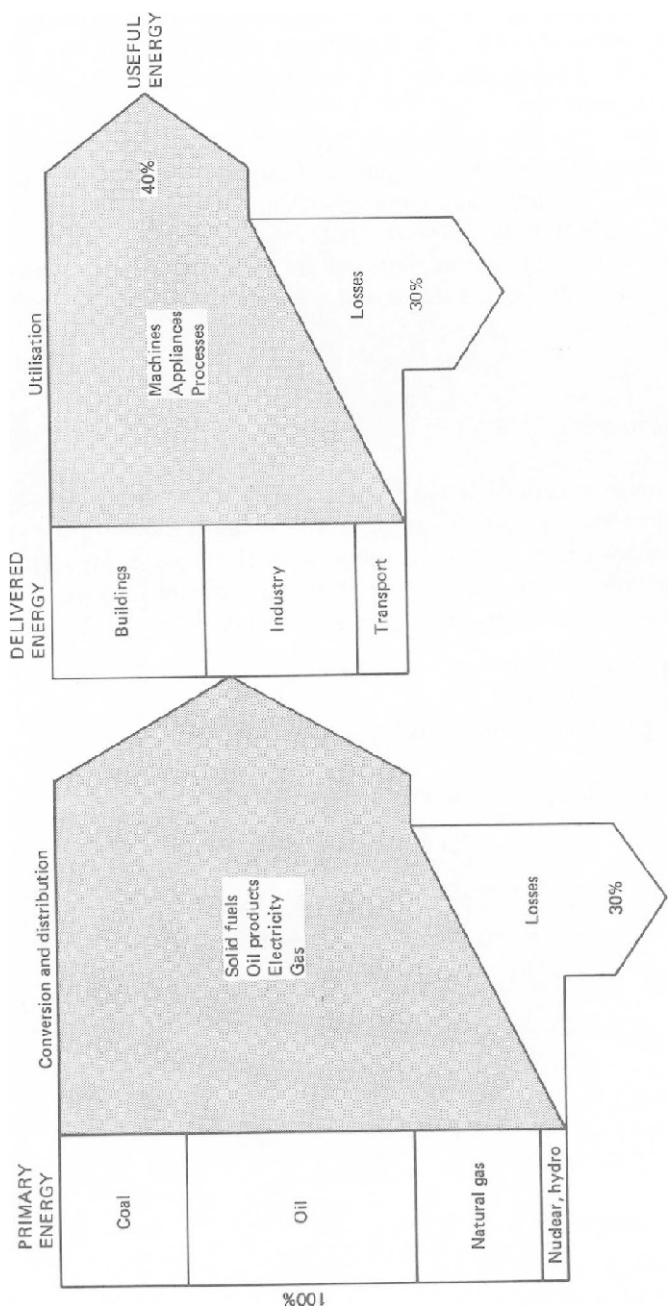 PRIMARY
ENERGY
100%
Coal
Oil
Natural gas
Nuclear, hydro
Conversion and distribution
Solid fuels
Oil products
Electricity
Gas
Losses
30%
DELIVERED
ENERGY
Buildings
Industry
Transport
Utilisation
Machines
Appliances
Processes
Losses
30%
40%
USEFUL
ENERGY